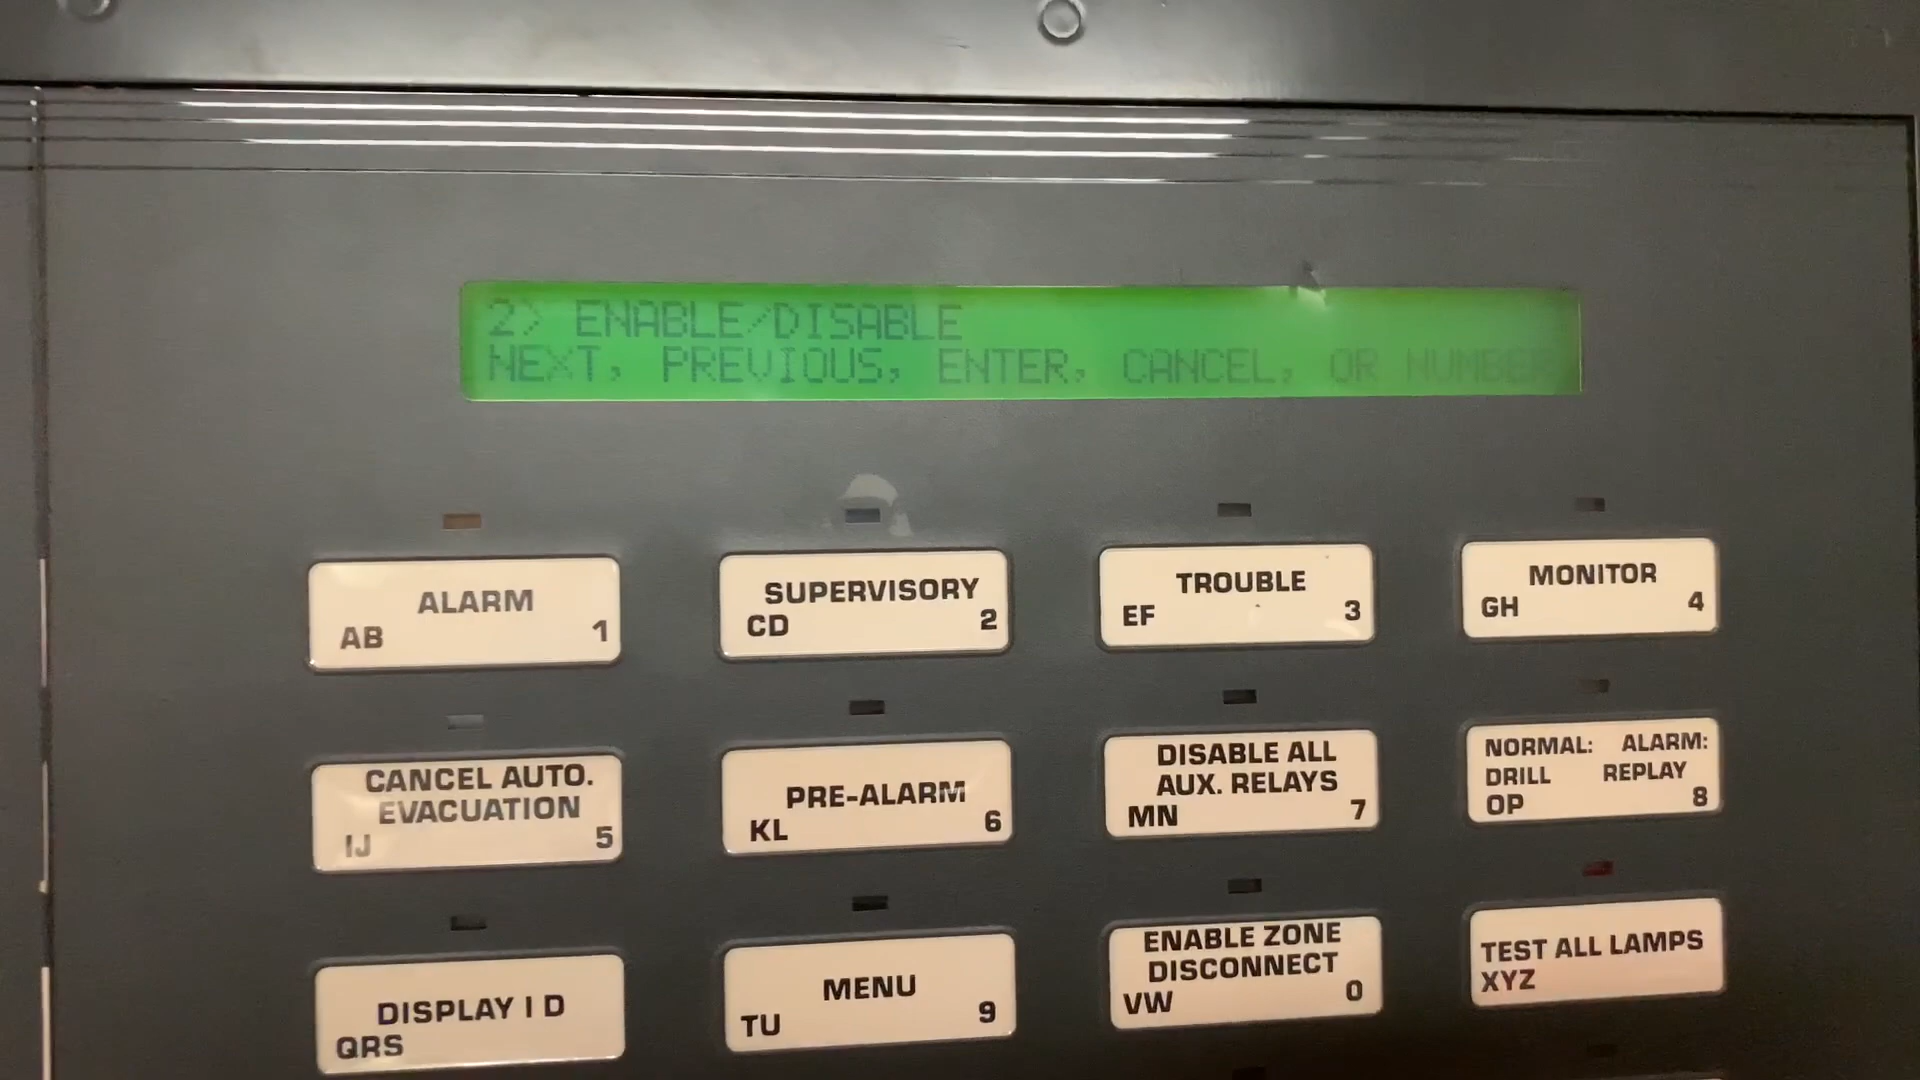 2> ENABLE/DISABLE
NEXT, PREVIOUS, ENTER, CANCEL, OR NUMBER
ALARM
AB 1
SUPERVISORY
CD 2
TROUBLE
EF 3
MONITOR
GH 4
CANCEL AUTO.
EVACUATION
IJ 5
PRE-ALARM
KL 6
DISABLE ALL
AUX. RELAYS
MN 7
NORMAL: ALARM:
DRILL REPLAY
OP 8
DISPLAY I D
QRS
MENU
TU 9
ENABLE ZONE
DISCONNECT
VW 0
TEST ALL LAMPS
XYZ